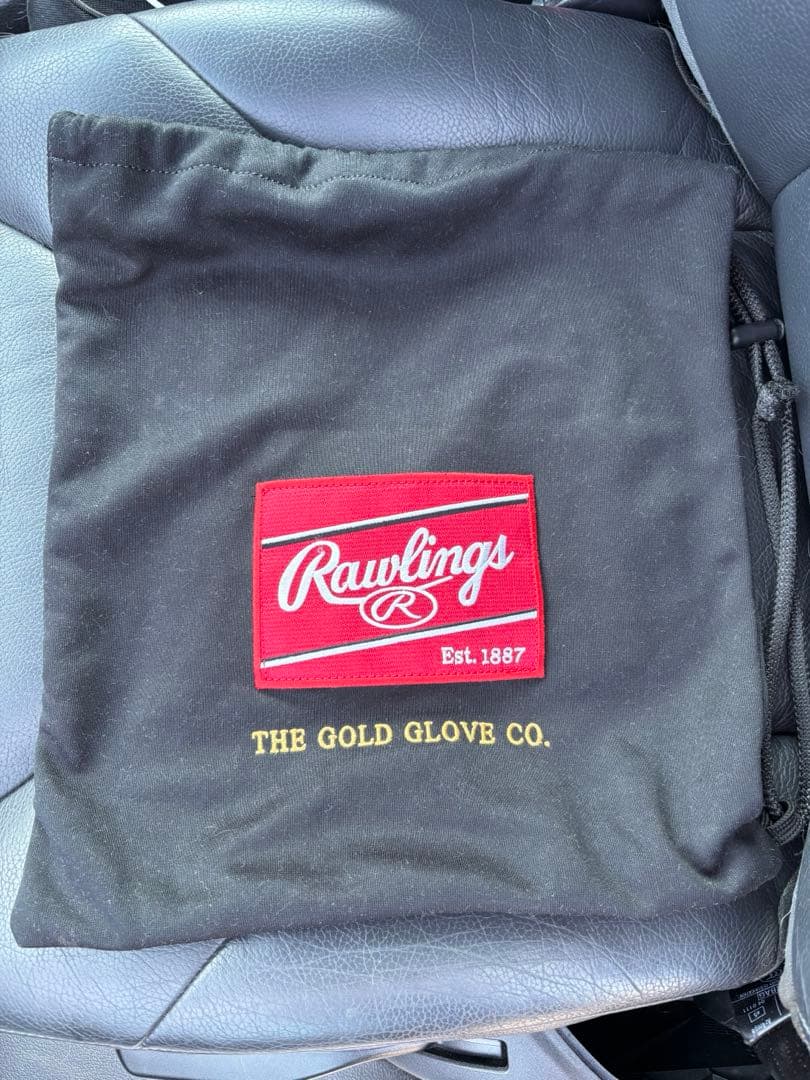 Rawlings
R
Est. 1887
THE GOLD GLOVE CO.